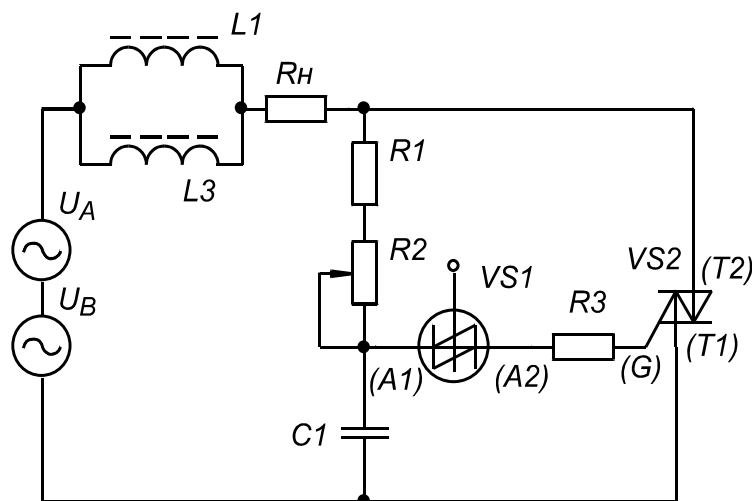 L1
Rн
L3
R1
U_A
R2
VS1
VS2
(T2)
U_B
R3
(A1)
(A2)
(G)
(T1)
C1